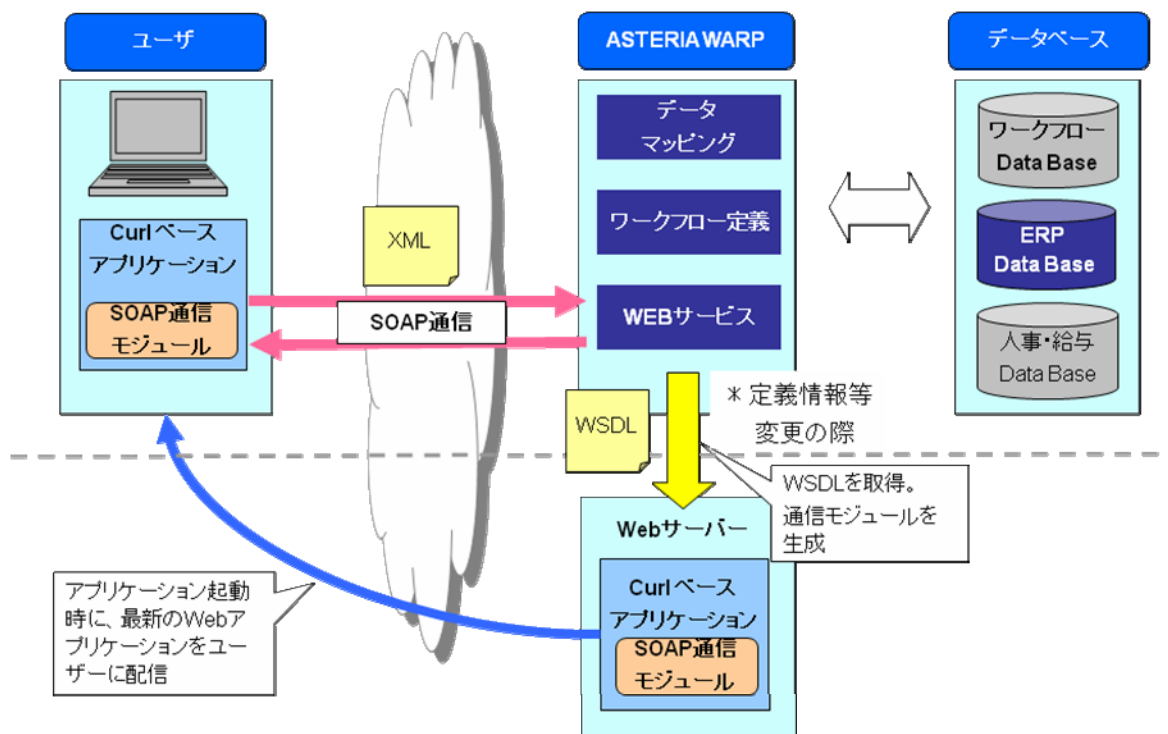 ユーザ
ASTERIA WARP
データベース
Curlベース
アプリケーション
SOAP通信
モジュール
XML
SOAP通信
データ
マッピング
ワークフロー定義
WEBサービス
ワークフロー
Data Base
ERP
Data Base
人事・給与
Data Base
WSDL
＊定義情報等
変更の際
WSDLを取得。
通信モジュールを
生成
Webサーバー
Curlベース
アプリケーション
SOAP通信
モジュール
アプリケーション起動
時に、最新のWebア
プリケーションをユー
ザーに配信